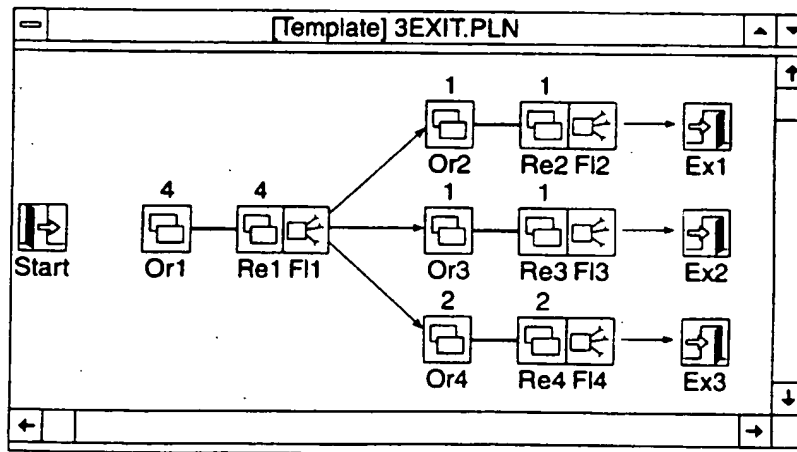 [Template] 3EXIT.PLN
1 1
Or2 Re2 Fl2 Ex1
4 4 1 1
Start Or1 Re1 Fl1 Or3 Re3 Fl3 Ex2
2 2
Or4 Re4 Fl4 Ex3